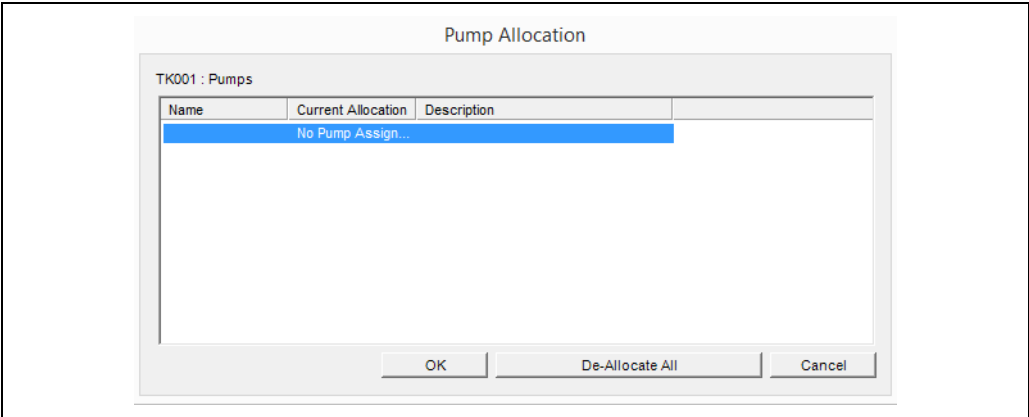 Pump Allocation
TK001 : Pumps
Name Current Allocation Description
No Pump Assign...
OK De-Allocate All Cancel